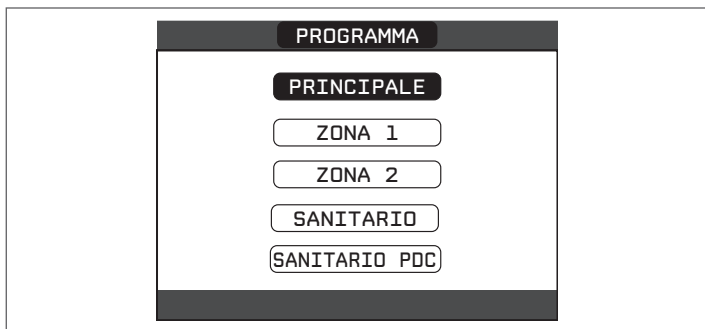 PROGRAMMA
PRINCIPALE
ZONA 1
ZONA 2
SANITARIO
SANITARIO PDC